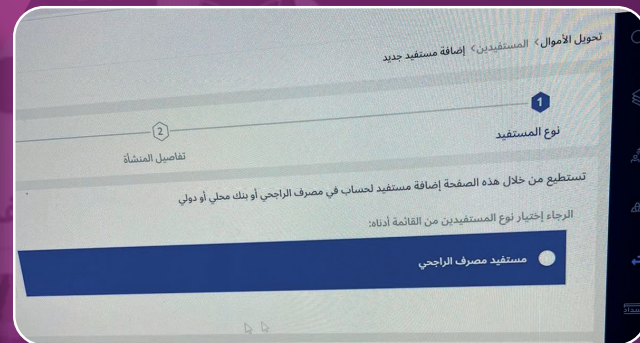 تحويل الأموال> المستفيدين> إضافة مستفيد جديد
1
نوع المستفيد
2
تفاصيل المنشأة
تستطيع من خلال هذه الصفحة إضافة مستفيد لحساب في مصرف الراجحي أو بنك محلي أو دولي
الرجاء إختيار نوع المستفيدين من القائمة أدناه:
مستفيد مصرف الراجحي
سداد